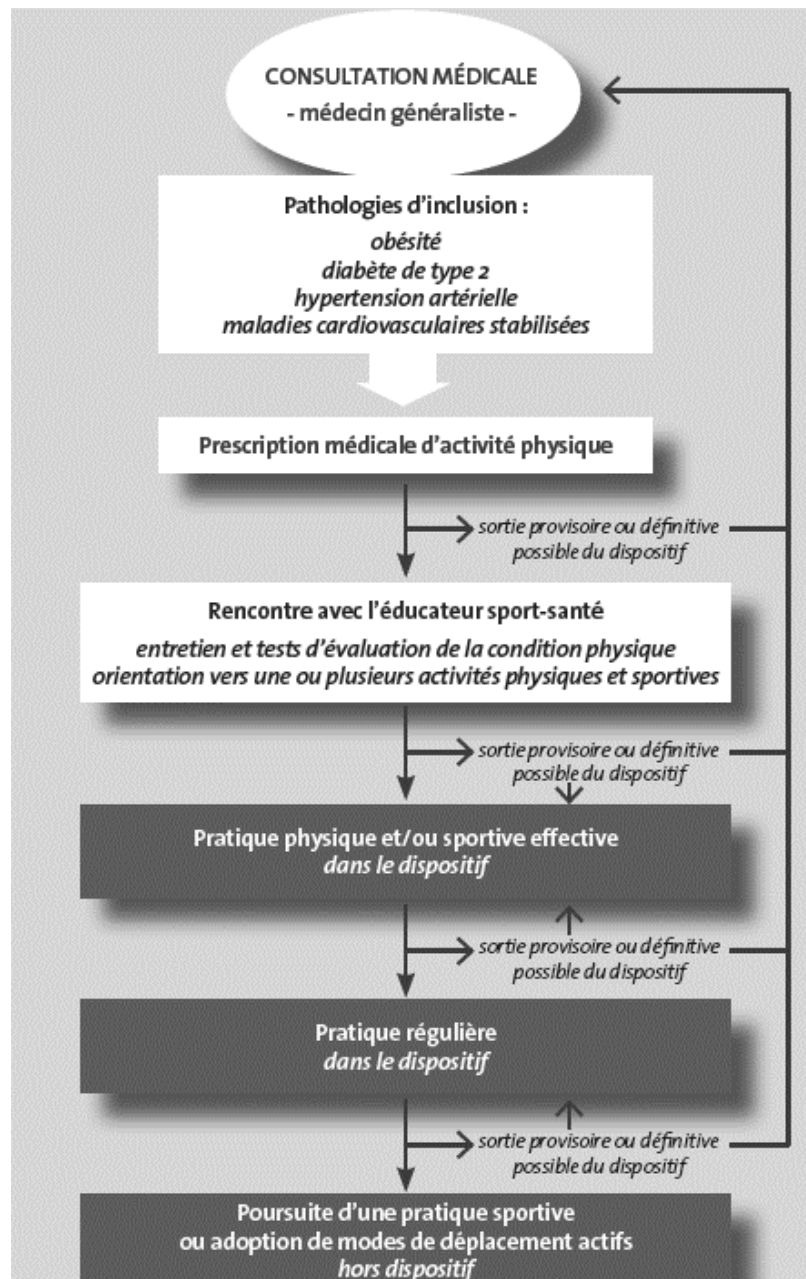 CONSULTATION MÉDICALE
- médecin généraliste -
Pathologies d'inclusion :
obésité
diabète de type 2
hypertension artérielle
maladies cardiovasculaires stabilisées
Prescription médicale d'activité physique
sortie provisoire ou définitive
possible du dispositif
Rencontre avec l'éducateur sport-santé
entretien et tests d'évaluation de la condition physique
orientation vers une ou plusieurs activités physiques et sportives
sortie provisoire ou définitive
possible du dispositif
Pratique physique et/ou sportive effective
dans le dispositif
sortie provisoire ou définitive
possible du dispositif
Pratique régulière
dans le dispositif
sortie provisoire ou définitive
possible du dispositif
Poursuite d'une pratique sportive
ou adoption de modes de déplacement actifs
hors dispositif